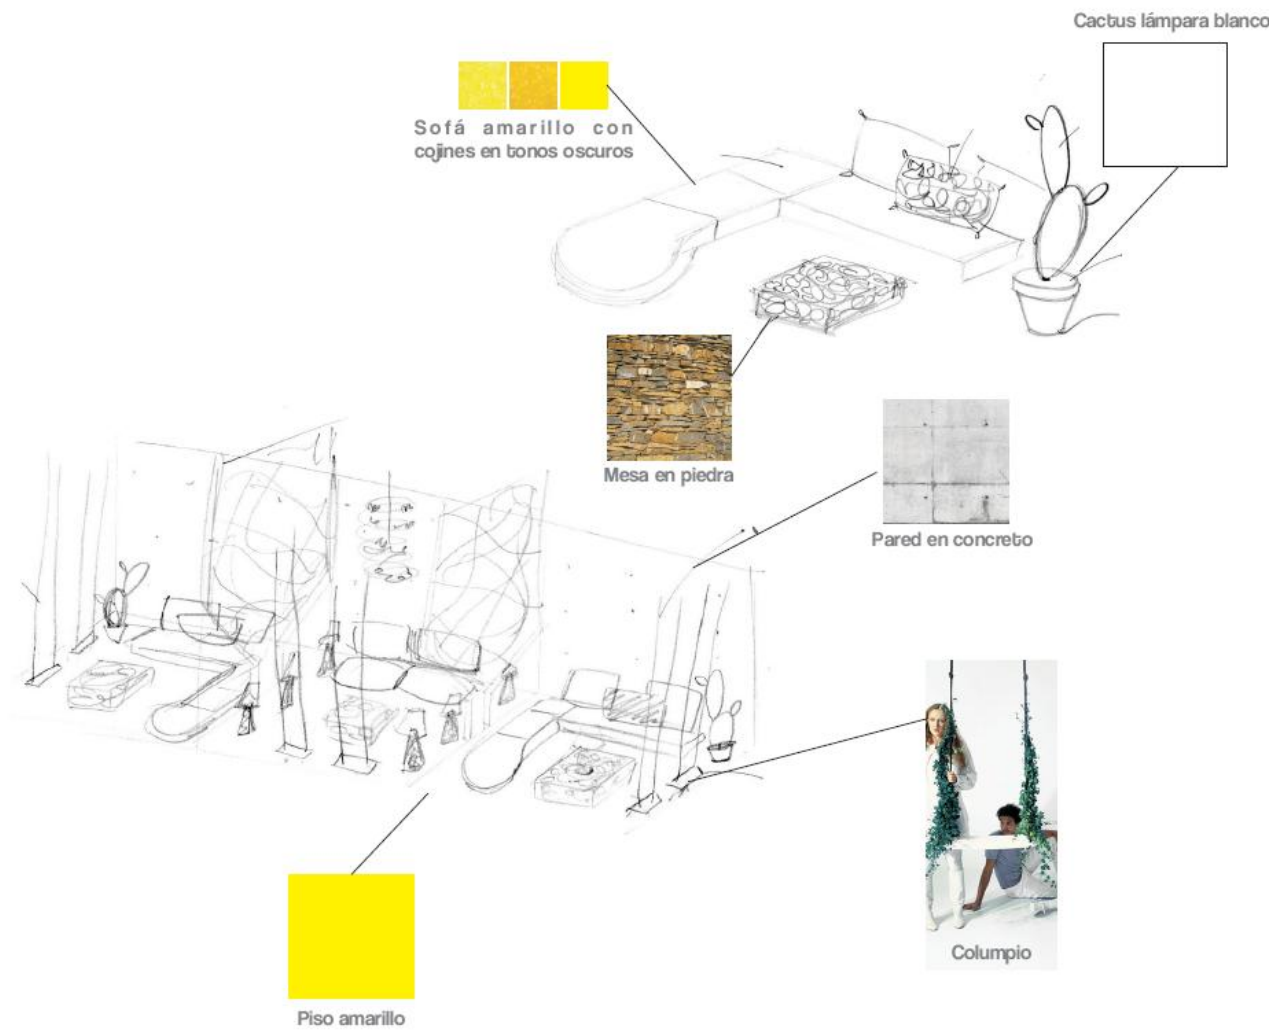 Cactus lámpara blanco
Sofá amarillo con
cojines en tonos oscuros
Mesa en piedra
Pared en concreto
Columpio
Piso amarillo